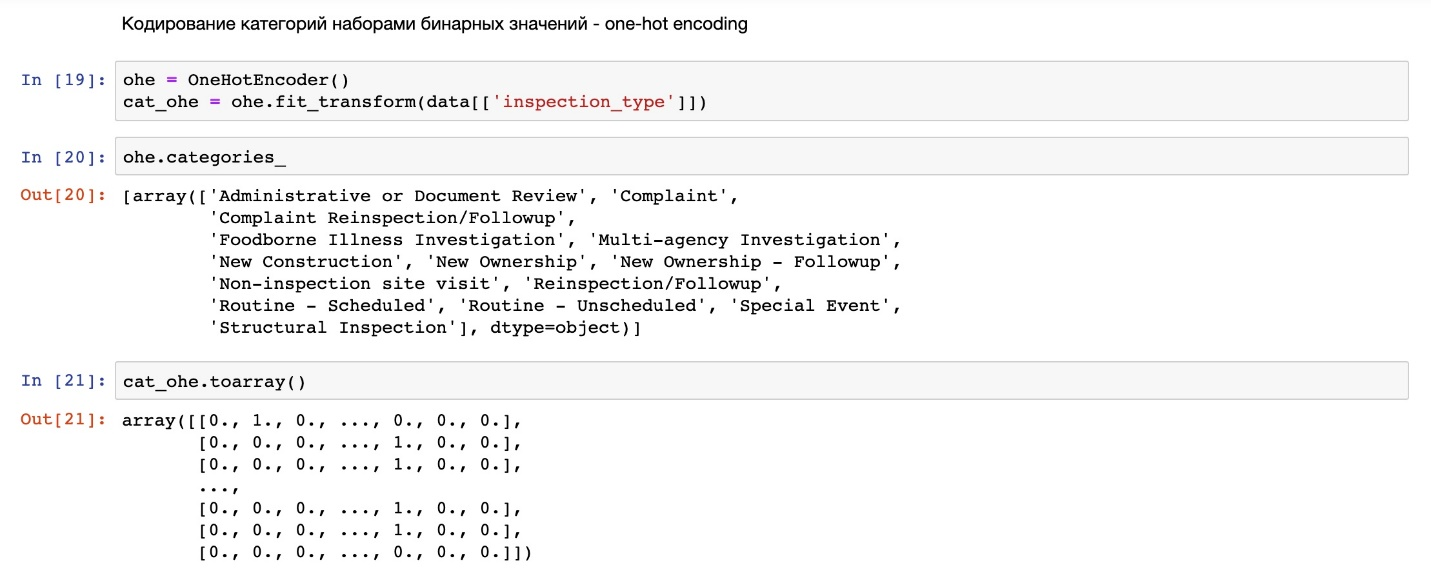 Кодирование категорий наборами бинарных значений - one-hot encoding
In [19]: ohe = OneHotEncoder()
cat_ohe = ohe.fit_transform(data[['inspection_type']])
In [20]: ohe.categories_
Out[20]: [array(['Administrative or Document Review', 'Complaint',
'Complaint Reinspection/Followup',
'Foodborne Illness Investigation', 'Multi-agency Investigation',
'New Construction', 'New Ownership', 'New Ownership - Followup',
'Non-inspection site visit', 'Reinspection/Followup',
'Routine - Scheduled', 'Routine - Unscheduled', 'Special Event',
'Structural Inspection'], dtype=object)]
In [21]: cat_ohe.toarray()
Out[21]: array([[0., 1., 0., ..., 0., 0., 0.],
[0., 0., 0., ..., 1., 0., 0.],
[0., 0., 0., ..., 1., 0., 0.],
...,
[0., 0., 0., ..., 1., 0., 0.],
[0., 0., 0., ..., 1., 0., 0.],
[0., 0., 0., ..., 0., 0., 0.]])